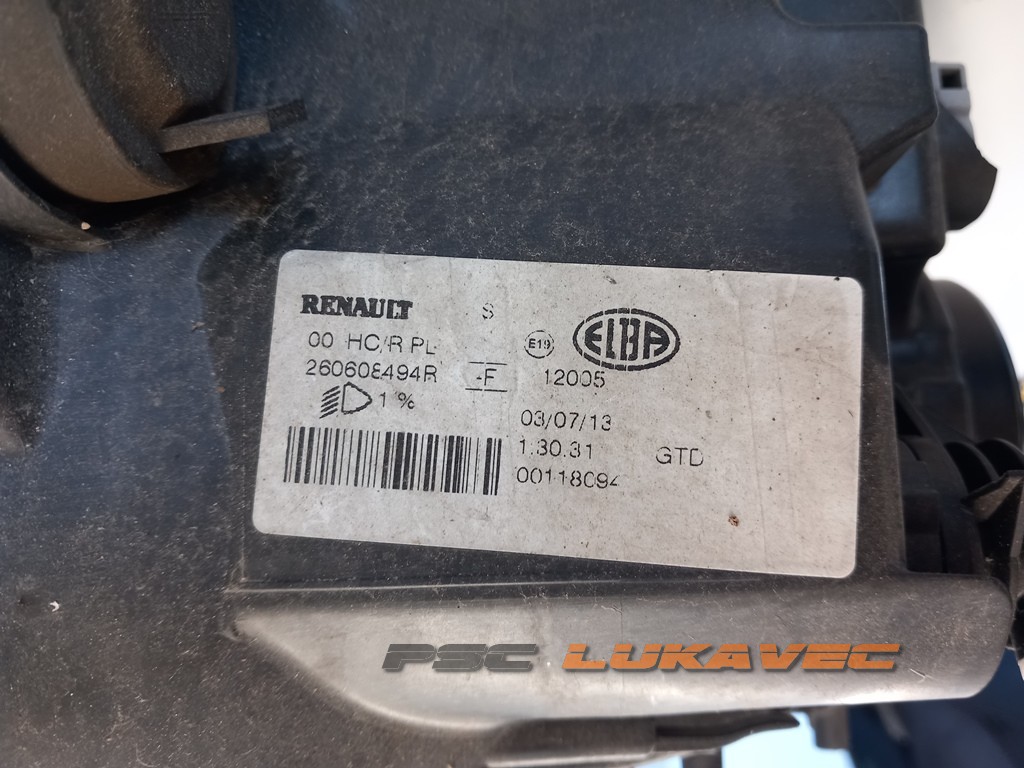 RENAULT S
00 HC/R PL E19 ELBA
260608494R -F 12005
1% 03/07/13
1.30.31 GTD
00118094
PSC LUKAVEC